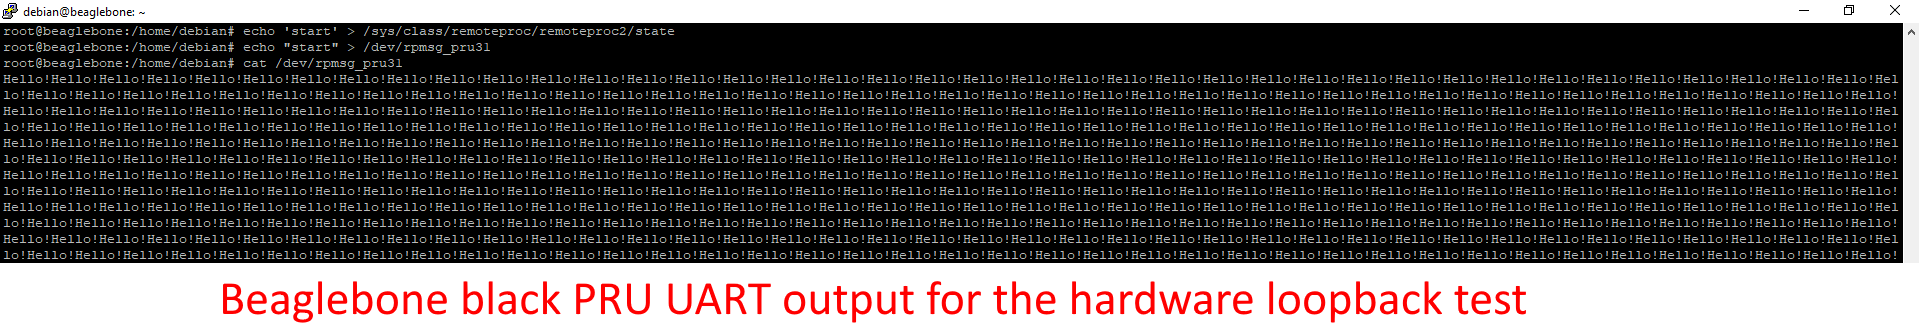 debian@beaglebone: ~
root@beaglebone:/home/debian# echo 'start' > /sys/class/remoteproc/remoteproc2/state
root@beaglebone:/home/debian# echo "start" > /dev/rpmsg_pru31
root@beaglebone:/home/debian# cat /dev/rpmsg_pru31
Hello!Hello!Hello!Hello!Hello!Hello!Hello!Hello!Hello!Hello!Hello!Hello!Hello!Hello!Hello!Hello!Hello!Hello!Hello!Hello!Hello!Hello!Hello!Hello!Hello!Hello!Hello!Hello!Hello!Hello!Hello!Hello!Hello!Hello!Hello!Hello!Hello!Hello!Hello!Hel
lo!Hello!Hello!Hello!Hello!Hello!Hello!Hello!Hello!Hello!Hello!Hello!Hello!Hello!Hello!Hello!Hello!Hello!Hello!Hello!Hello!Hello!Hello!Hello!Hello!Hello!Hello!Hello!Hello!Hello!Hello!Hello!Hello!Hello!Hello!Hello!Hello!Hello!Hello!Hello!
Hello!Hello!Hello!Hello!Hello!Hello!Hello!Hello!Hello!Hello!Hello!Hello!Hello!Hello!Hello!Hello!Hello!Hello!Hello!Hello!Hello!Hello!Hello!Hello!Hello!Hello!Hello!Hello!Hello!Hello!Hello!Hello!Hello!Hello!Hello!Hello!Hello!Hello!Hello!Hel
lo!Hello!Hello!Hello!Hello!Hello!Hello!Hello!Hello!Hello!Hello!Hello!Hello!Hello!Hello!Hello!Hello!Hello!Hello!Hello!Hello!Hello!Hello!Hello!Hello!Hello!Hello!Hello!Hello!Hello!Hello!Hello!Hello!Hello!Hello!Hello!Hello!Hello!Hello!Hello!
Hello!Hello!Hello!Hello!Hello!Hello!Hello!Hello!Hello!Hello!Hello!Hello!Hello!Hello!Hello!Hello!Hello!Hello!Hello!Hello!Hello!Hello!Hello!Hello!Hello!Hello!Hello!Hello!Hello!Hello!Hello!Hello!Hello!Hello!Hello!Hello!Hello!Hello!Hello!Hel
lo!Hello!Hello!Hello!Hello!Hello!Hello!Hello!Hello!Hello!Hello!Hello!Hello!Hello!Hello!Hello!Hello!Hello!Hello!Hello!Hello!Hello!Hello!Hello!Hello!Hello!Hello!Hello!Hello!Hello!Hello!Hello!Hello!Hello!Hello!Hello!Hello!Hello!Hello!Hello!
Hello!Hello!Hello!Hello!Hello!Hello!Hello!Hello!Hello!Hello!Hello!Hello!Hello!Hello!Hello!Hello!Hello!Hello!Hello!Hello!Hello!Hello!Hello!Hello!Hello!Hello!Hello!Hello!Hello!Hello!Hello!Hello!Hello!Hello!Hello!Hello!Hello!Hello!Hello!Hel
lo!Hello!Hello!Hello!Hello!Hello!Hello!Hello!Hello!Hello!Hello!Hello!Hello!Hello!Hello!Hello!Hello!Hello!Hello!Hello!Hello!Hello!Hello!Hello!Hello!Hello!Hello!Hello!Hello!Hello!Hello!Hello!Hello!Hello!Hello!Hello!Hello!Hello!Hello!Hello!
Hello!Hello!Hello!Hello!Hello!Hello!Hello!Hello!Hello!Hello!Hello!Hello!Hello!Hello!Hello!Hello!Hello!Hello!Hello!Hello!Hello!Hello!Hello!Hello!Hello!Hello!Hello!Hello!Hello!Hello!Hello!Hello!Hello!Hello!Hello!Hello!Hello!Hello!Hello!Hel
lo!Hello!Hello!Hello!Hello!Hello!Hello!Hello!Hello!Hello!Hello!Hello!Hello!Hello!Hello!Hello!Hello!Hello!Hello!Hello!Hello!Hello!Hello!Hello!Hello!Hello!Hello!Hello!Hello!Hello!Hello!Hello!Hello!Hello!Hello!Hello!Hello!Hello!Hello!Hello!
Hello!Hello!Hello!Hello!Hello!Hello!Hello!Hello!Hello!Hello!Hello!Hello!Hello!Hello!Hello!Hello!Hello!Hello!Hello!Hello!Hello!Hello!Hello!Hello!Hello!Hello!Hello!Hello!Hello!Hello!Hello!Hello!Hello!Hello!Hello!Hello!Hello!Hello!Hello!Hel
lo!Hello!Hello!Hello!Hello!Hello!Hello!Hello!Hello!Hello!Hello!Hello!Hello!Hello!Hello!Hello!Hello!Hello!Hello!Hello!Hello!Hello!Hello!Hello!Hello!Hello!Hello!Hello!Hello!Hello!Hello!Hello!Hello!Hello!Hello!Hello!Hello!Hello!Hello!Hello!
Beaglebone black PRU UART output for the hardware loopback test